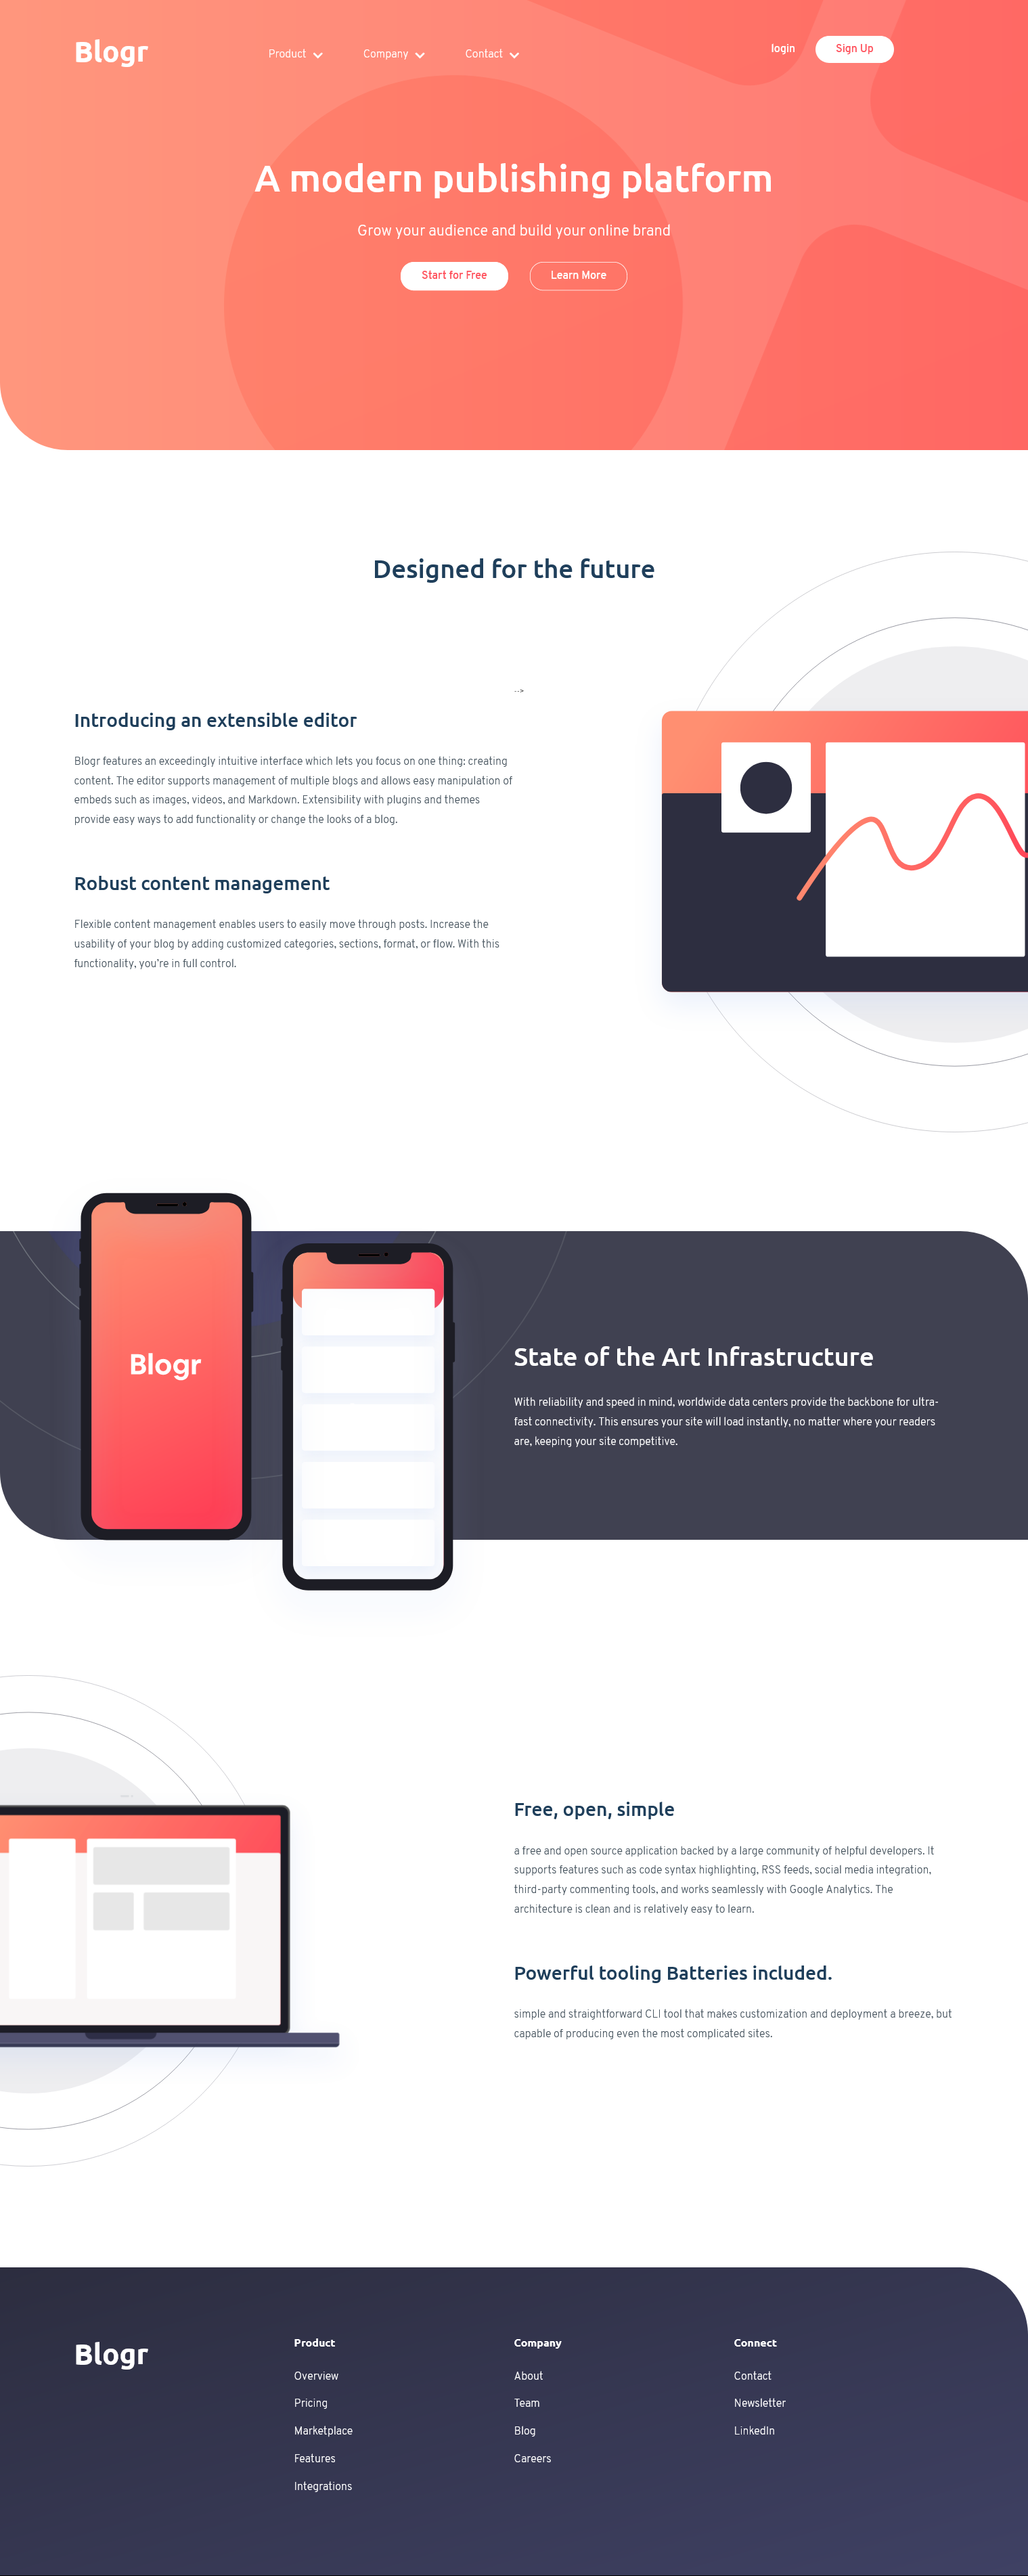 Blogr
Product
Company
Contact
login
Sign Up
A modern publishing platform
Grow your audience and build your online brand
Start for Free
Learn More
Designed for the future
-->
Introducing an extensible editor
Blogr features an exceedingly intuitive interface which lets you focus on one thing: creating
content. The editor supports management of multiple blogs and allows easy manipulation of
embeds such as images, videos, and Markdown. Extensibility with plugins and themes
provide easy ways to add functionality or change the looks of a blog.
Robust content management
Flexible content management enables users to easily move through posts. Increase the
usability of your blog by adding customized categories, sections, format, or flow. With this
functionality, you're in full control.
Blogr
State of the Art Infrastructure
With reliability and speed in mind, worldwide data centers provide the backbone for ultra-
fast connectivity. This ensures your site will load instantly, no matter where your readers
are, keeping your site competitive.
Free, open, simple
a free and open source application backed by a large community of helpful developers. It
supports features such as code syntax highlighting, RSS feeds, social media integration,
third-party commenting tools, and works seamlessly with Google Analytics. The
architecture is clean and is relatively easy to learn.
Powerful tooling Batteries included.
simple and straightforward CLI tool that makes customization and deployment a breeze, but
capable of producing even the most complicated sites.
Blogr
Product
Overview
Pricing
Marketplace
Features
Integrations
Company
About
Team
Blog
Careers
Connect
Contact
Newsletter
LinkedIn